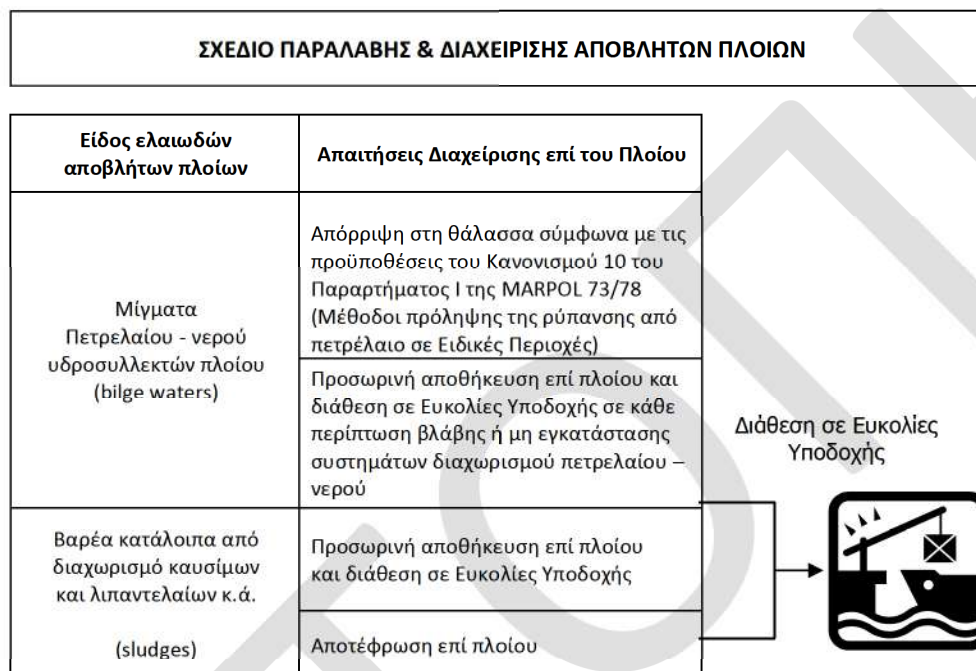 ΣΧΕΔΙΟ ΠΑΡΑΛΑΒΗΣ & ΔΙΑΧΕΙΡΙΣΗΣ ΑΠΟΒΛΗΤΩΝ ΠΛΟΙΩΝ
Είδος ελαιωδών
αποβλήτων πλοίων
Απαιτήσεις Διαχείρισης επί του Πλοίου
Μίγματα
Πετρελαίου - νερού
υδροσυλλεκτών πλοίου
(bilge waters)
Απόρριψη στη θάλασσα σύμφωνα με τις
προϋποθέσεις του Κανονισμού 10 του
Παραρτήματος Ι της MARPOL 73/78
(Μέθοδοι πρόληψης της ρύπανσης από
πετρέλαιο σε Ειδικές Περιοχές)
Προσωρινή αποθήκευση επί πλοίου και
διάθεση σε Ευκολίες Υποδοχής σε κάθε
περίπτωση βλάβης ή μη εγκατάστασης
συστημάτων διαχωρισμού πετρελαίου –
νερού
Βαρέα κατάλοιπα από
διαχωρισμό καυσίμων
και λιπαντελαίων κ.ά.
(sludges)
Προσωρινή αποθήκευση επί πλοίου
και διάθεση σε Ευκολίες Υποδοχής
Αποτέφρωση επί πλοίου
Διάθεση σε Ευκολίες
Υποδοχής